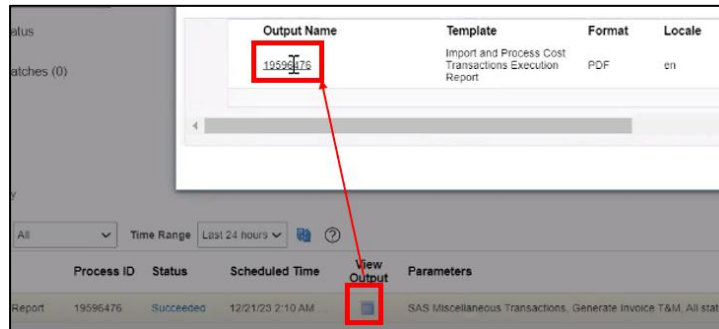 atus
atches (0)
Output Name Template Format Locale
19596476 Import and Process Cost Transactions Execution Report PDF en
y
All Time Range Last 24 hours
Process ID Status Scheduled Time View Output Parameters
Report 19596476 Succeeded 12/21/23 2:10 AM SAS Miscellaneous Transactions, Generate Invoice T&M, All stat